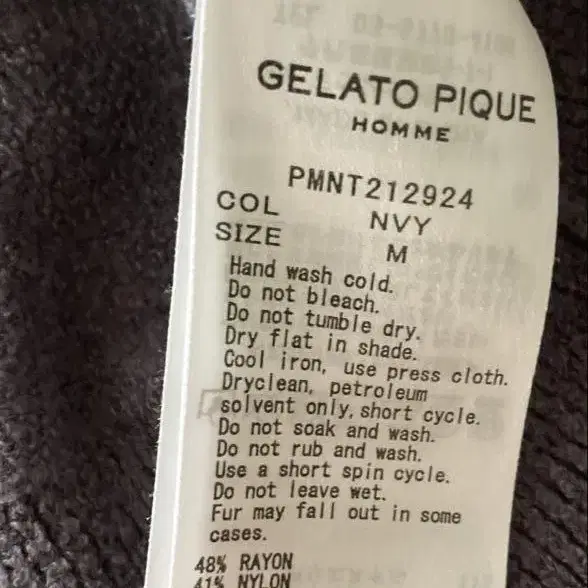 GELATO PIQUE
HOMME
PMNT212924
COL NVY
SIZE M
Hand wash cold.
Do not bleach.
Do not tumble dry.
Dry flat in shade.
Cool iron, use press cloth.
Dryclean, petroleum
solvent only, short cycle.
Do not soak and wash.
Do not rub and wash.
Use a short spin cycle.
Do not leave wet.
Fur may fall out in some
cases.
48% RAYON
41% NYLON